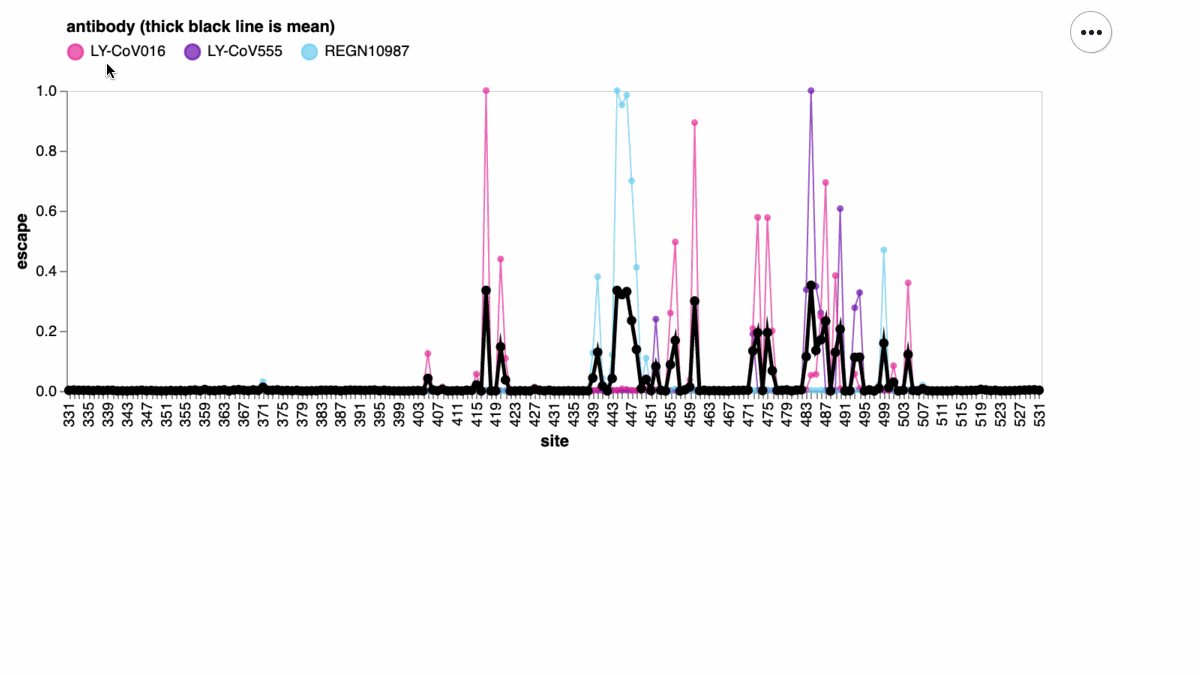 antibody (thick black line is mean)
LY-CoV016 LY-CoV555 REGN10987
1.0
0.8
0.6
0.4
0.2
0.0
escape
331 335 339 343 347 351 355 359 363 367 371 375 379 383 387 391 395 399 403 407 411 415 419 423 427 431 435 439 443 447 451 455 459 463 467 471 475 479 483 487 491 495 499 503 507 511 515 519 523 527 531
site